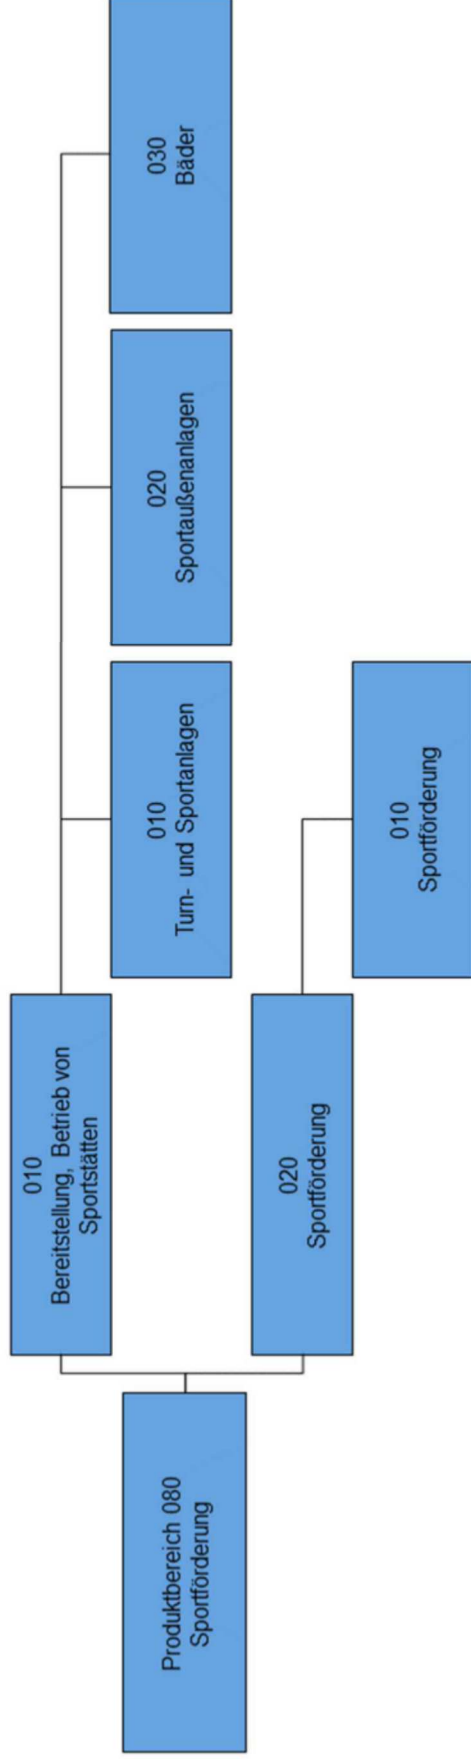 Produktbereich 080
Sportförderung
010
Bereitstellung, Betrieb von
Sportstätten
010
Turn- und Sportanlagen
020
Sportaußenanlagen
030
Bäder
020
Sportförderung
010
Sportförderung